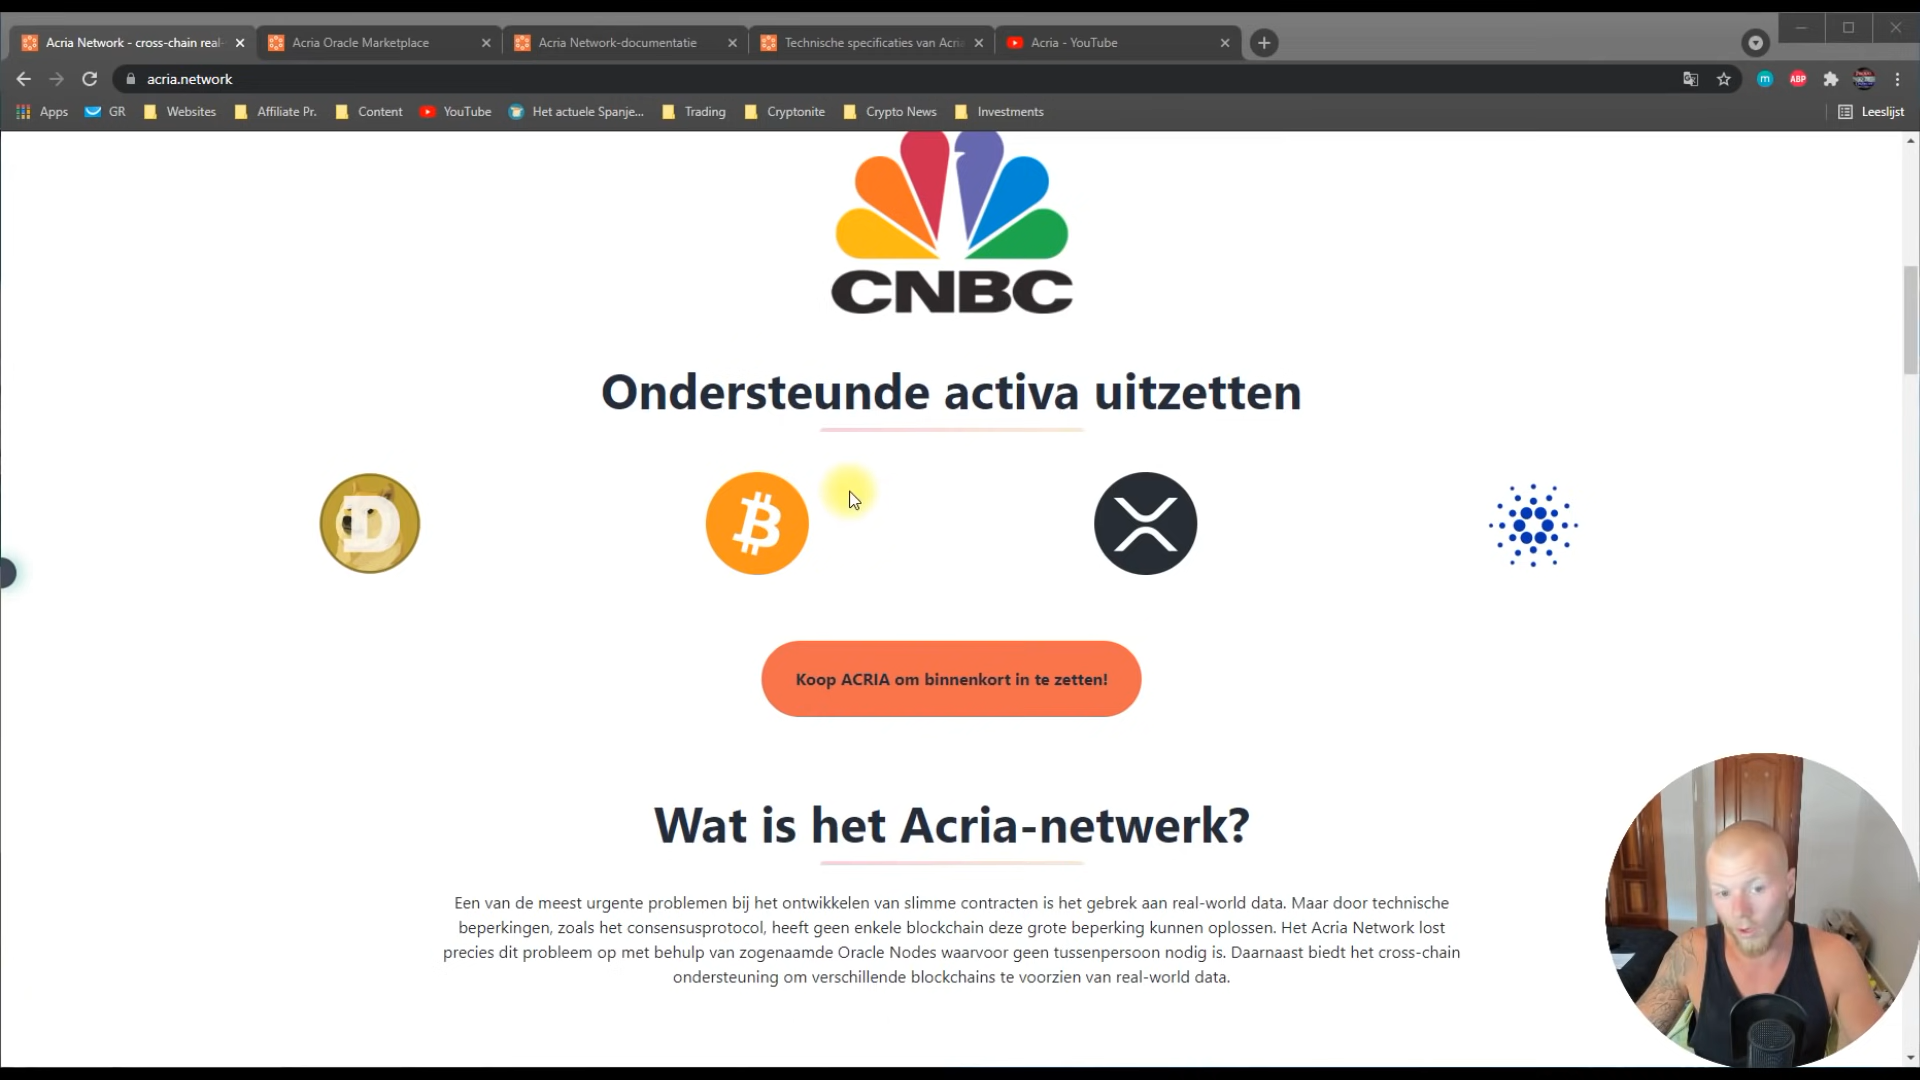 Acria Network - cross-chain real-
Acria Oracle Marketplace
Acria Network-documentatie
Technische specificaties van Acria
Acria - YouTube
acria.network
m
ABP
Apps
GR
Websites
Affiliate Pr.
Content
YouTube
Het actuele Spanje...
Trading
Cryptonite
Crypto News
Investments
Leeslijst
CNBC
Ondersteunde activa uitzetten
Koop ACRIA om binnenkort in te zetten!
Wat is het Acria-netwerk?
Een van de meest urgente problemen bij het ontwikkelen van slimme contracten is het gebrek aan real-world data. Maar door technische
beperkingen, zoals het consensusprotocol, heeft geen enkele blockchain deze grote beperking kunnen oplossen. Het Acria Network lost
precies dit probleem op met behulp van zogenaamde Oracle Nodes waarvoor geen tussenpersoon nodig is. Daarnaast biedt het cross-chain
ondersteuning om verschillende blockchains te voorzien van real-world data.